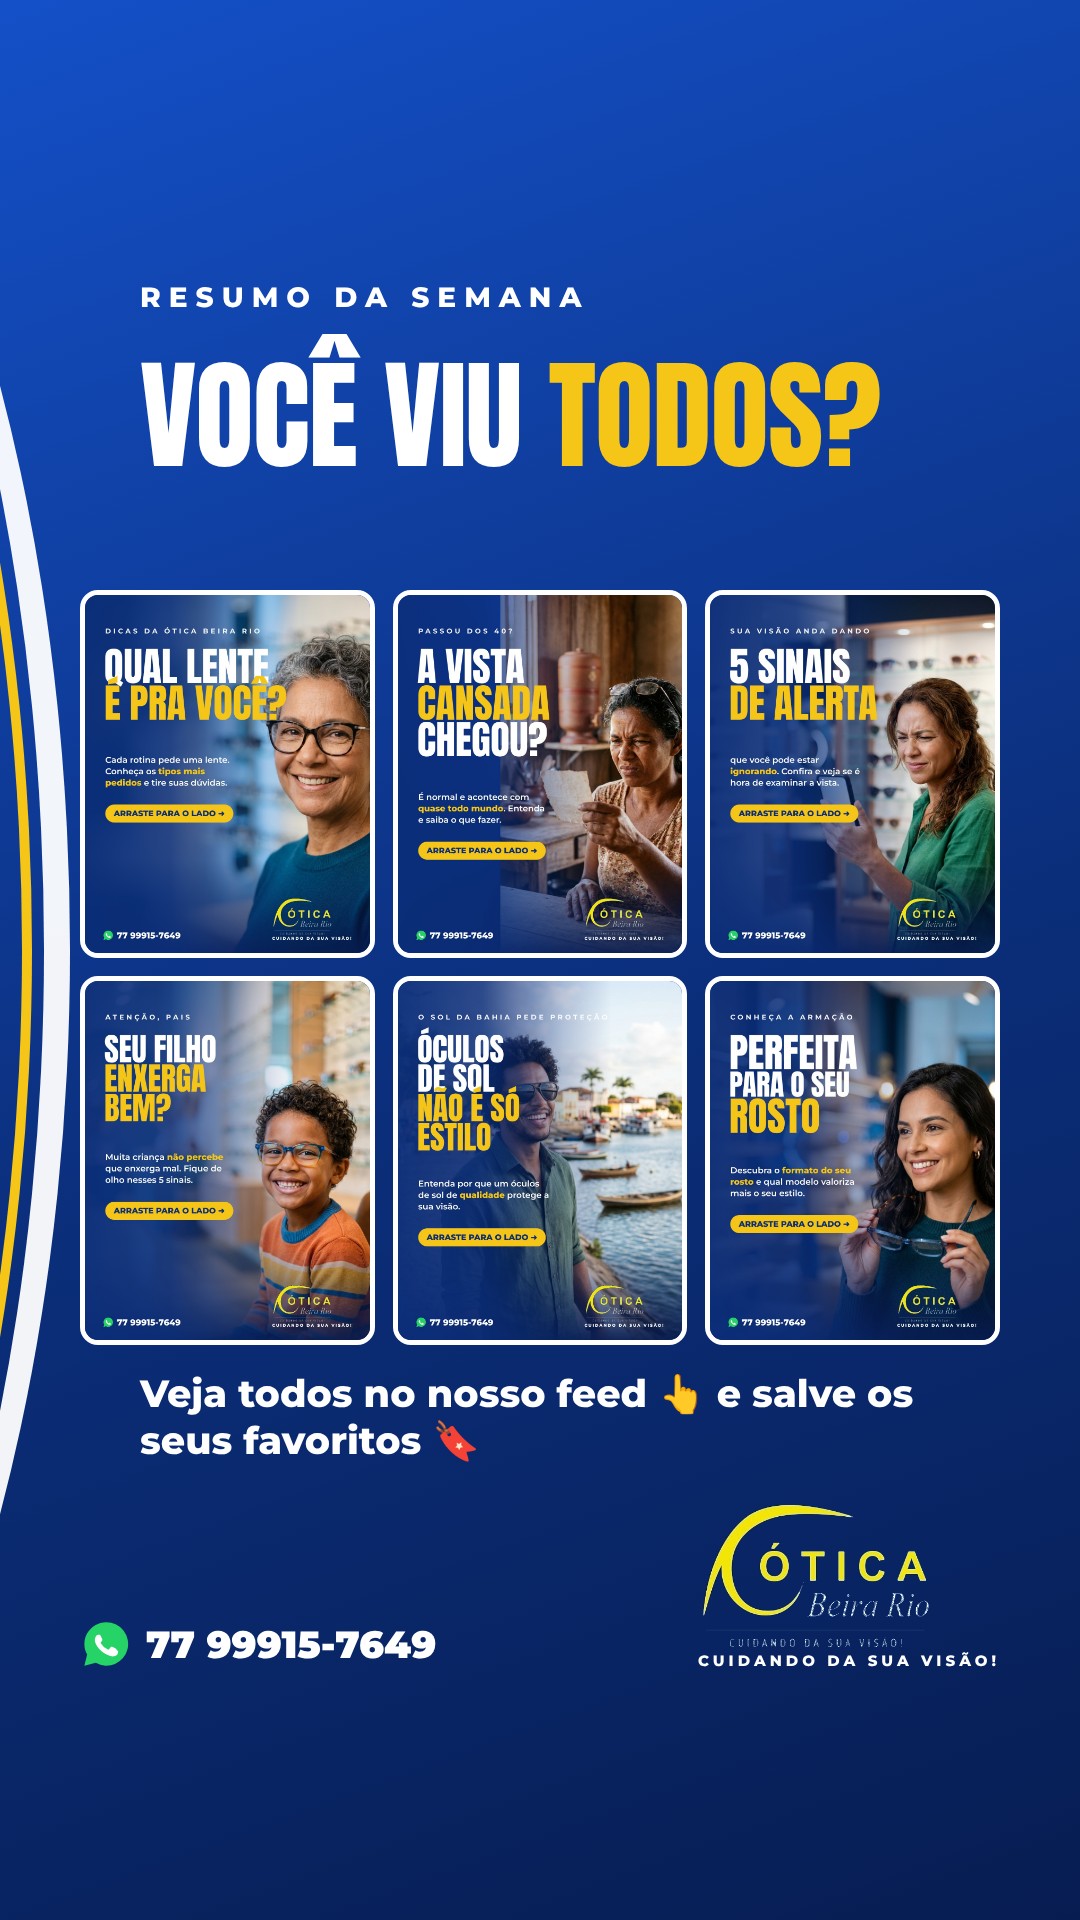 RESUMO DA SEMANA
VOCÊ VIU TODOS?
DICAS DA ÓTICA BEIRA RIO
QUAL LENTE
É PRA VOCÊ?
Cada rotina pede uma lente.
Conheça os tipos mais
pedidos e tire suas dúvidas.
ARRASTE PARA O LADO ➜
77 99915-7649
ÓTICA
Beira Rio
CUIDANDO DA SUA VISÃO!
PASSOU DOS 40?
A VISTA
CANSADA
CHEGOU?
É normal e acontece com
quase todo mundo. Entenda
e saiba o que fazer.
ARRASTE PARA O LADO ➜
77 99915-7649
ÓTICA
Beira Rio
CUIDANDO DA SUA VISÃO!
SUA VISÃO ANDA DANDO
5 SINAIS
DE ALERTA
que você pode estar
ignorando. Confira e veja se é
hora de examinar a vista.
ARRASTE PARA O LADO ➜
77 99915-7649
ÓTICA
Beira Rio
CUIDANDO DA SUA VISÃO!
ATENÇÃO, PAIS
SEU FILHO
ENXERGA
BEM?
Muita criança não percebe
que enxerga mal. Fique de
olho nesses 5 sinais.
ARRASTE PARA O LADO ➜
77 99915-7649
ÓTICA
Beira Rio
CUIDANDO DA SUA VISÃO!
O SOL DA BAHIA PEDE PROTEÇÃO
ÓCULOS
DE SOL
NÃO É SÓ
ESTILO
Entenda por que um óculos
de sol de qualidade protege a
sua visão.
ARRASTE PARA O LADO ➜
77 99915-7649
ÓTICA
Beira Rio
CUIDANDO DA SUA VISÃO!
CONHEÇA A ARMAÇÃO
PERFEITA
PARA O SEU
ROSTO
Descubra o formato do seu
rosto e qual modelo valoriza
mais o seu estilo.
ARRASTE PARA O LADO ➜
77 99915-7649
ÓTICA
Beira Rio
CUIDANDO DA SUA VISÃO!
Veja todos no nosso feed 👆 e salve os
seus favoritos 🔖
77 99915-7649
ÓTICA
Beira Rio
CUIDANDO DA SUA VISÃO!
CUIDANDO DA SUA VISÃO!